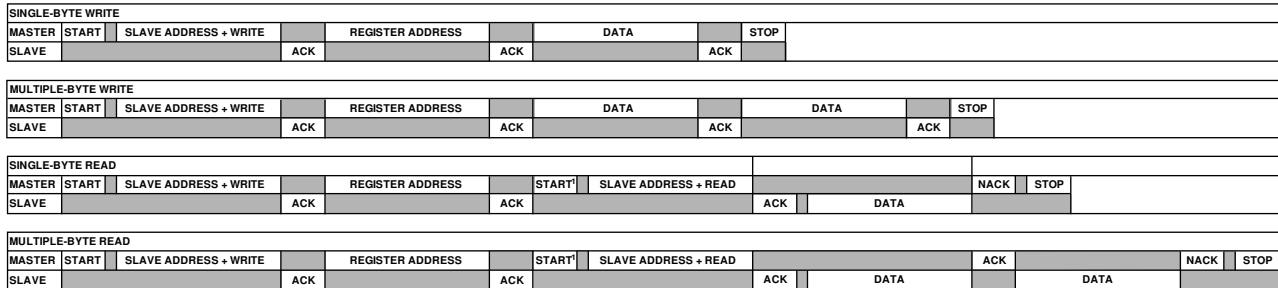 SINGLE-BYTE WRITE
MASTER START SLAVE ADDRESS + WRITE REGISTER ADDRESS DATA STOP
SLAVE ACK ACK ACK
MULTIPLE-BYTE WRITE
MASTER START SLAVE ADDRESS + WRITE REGISTER ADDRESS DATA DATA STOP
SLAVE ACK ACK ACK ACK
SINGLE-BYTE READ
MASTER START SLAVE ADDRESS + WRITE REGISTER ADDRESS START¹ SLAVE ADDRESS + READ NACK STOP
SLAVE ACK ACK ACK DATA
MULTIPLE-BYTE READ
MASTER START SLAVE ADDRESS + WRITE REGISTER ADDRESS START¹ SLAVE ADDRESS + READ ACK NACK STOP
SLAVE ACK ACK ACK DATA DATA